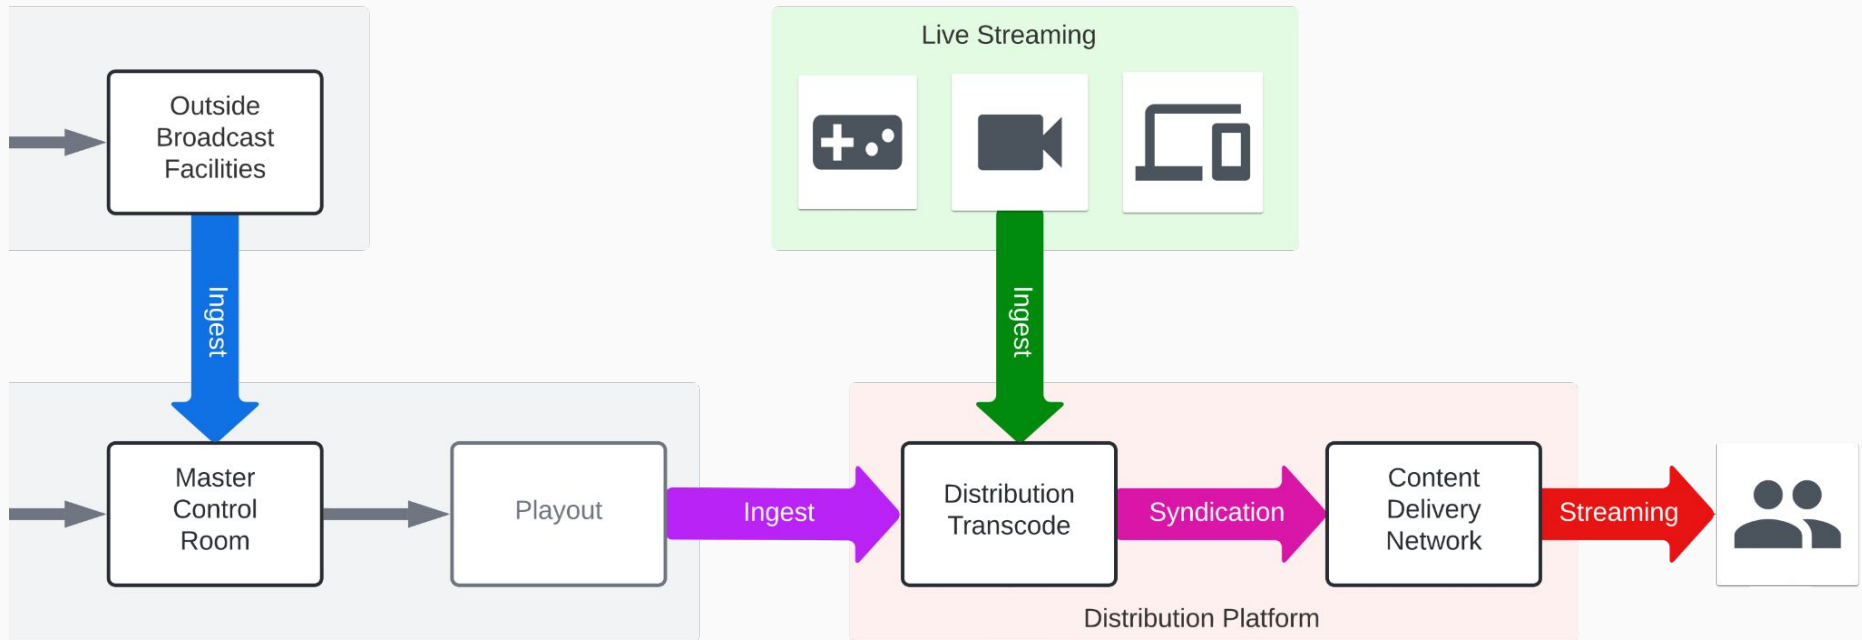 Live Streaming
Outside
Broadcast
Facilities
Ingest
Ingest
Master
Control
Room
Playout
Ingest
Distribution
Transcode
Syndication
Content
Delivery
Network
Streaming
Distribution Platform